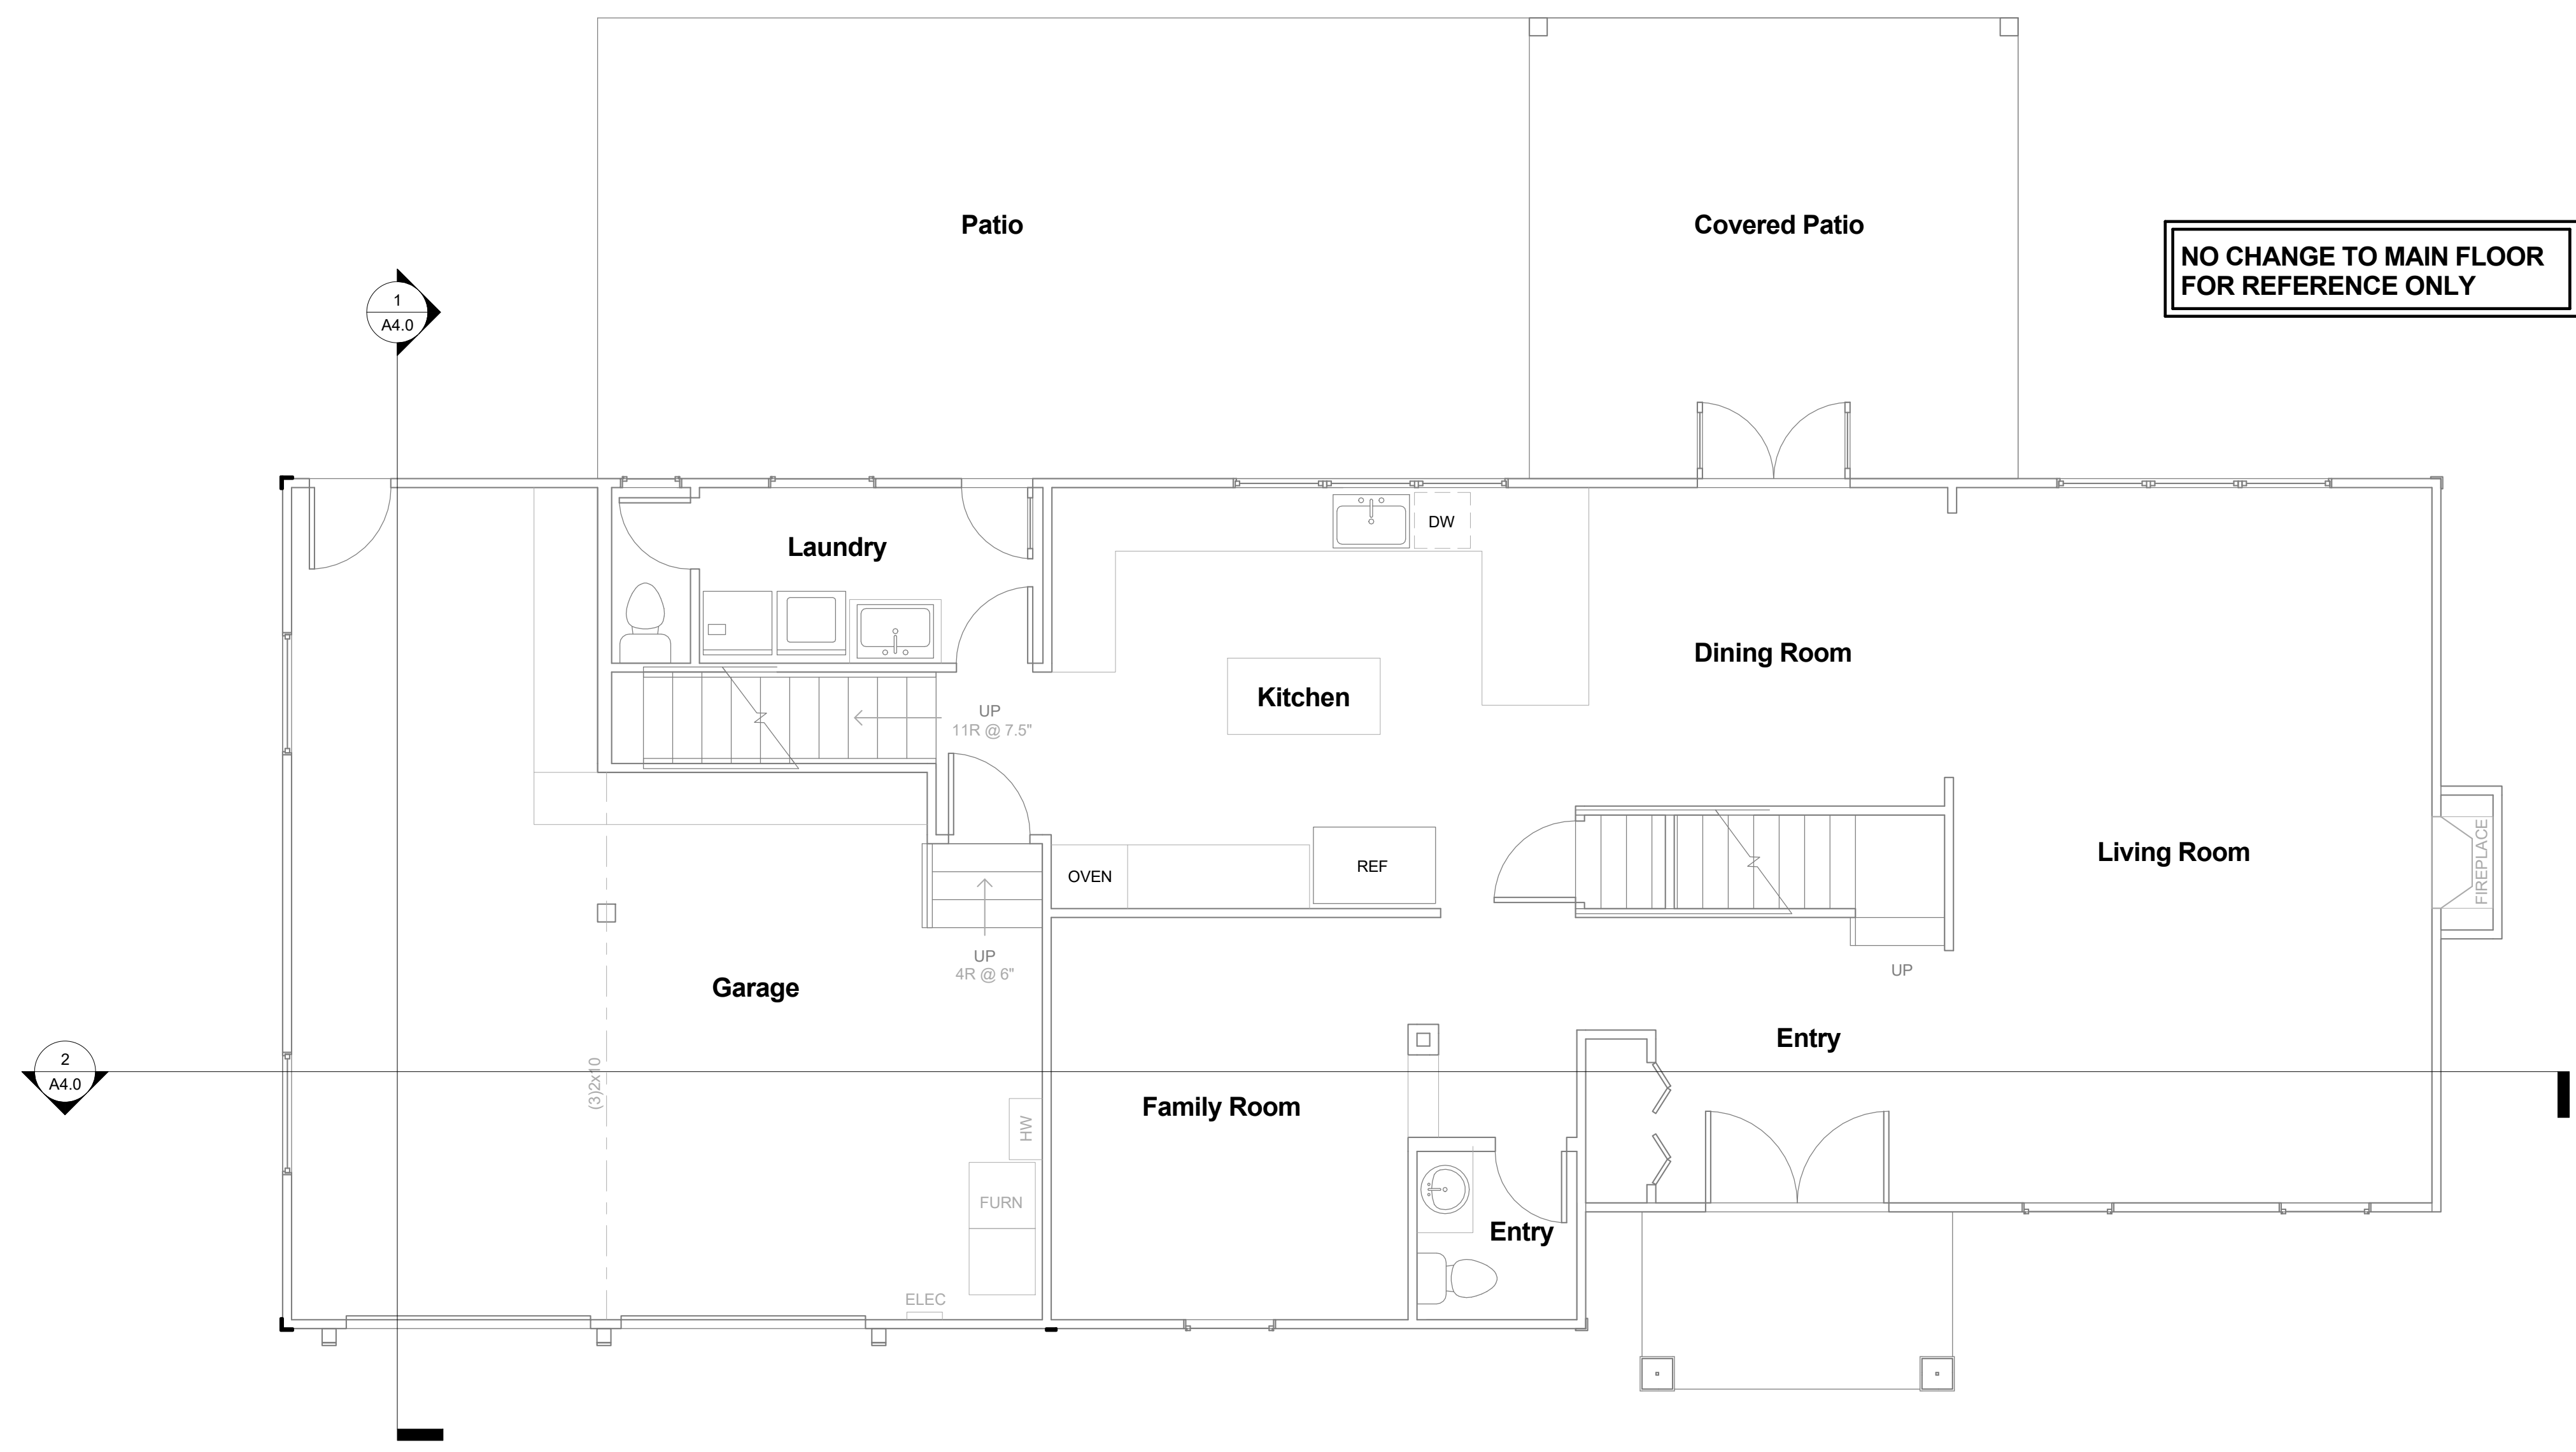 Patio
Covered Patio
NO CHANGE TO MAIN FLOOR
FOR REFERENCE ONLY
1
A4.0
DW
Laundry
Dining Room
Kitchen
UP
11R @ 7.5"
Living Room
FIREPLACE
OVEN
REF
UP
4R @ 6"
UP
Garage
Entry
2
A4.0
(3)2x10
Family Room
HW
FURN
Entry
ELEC